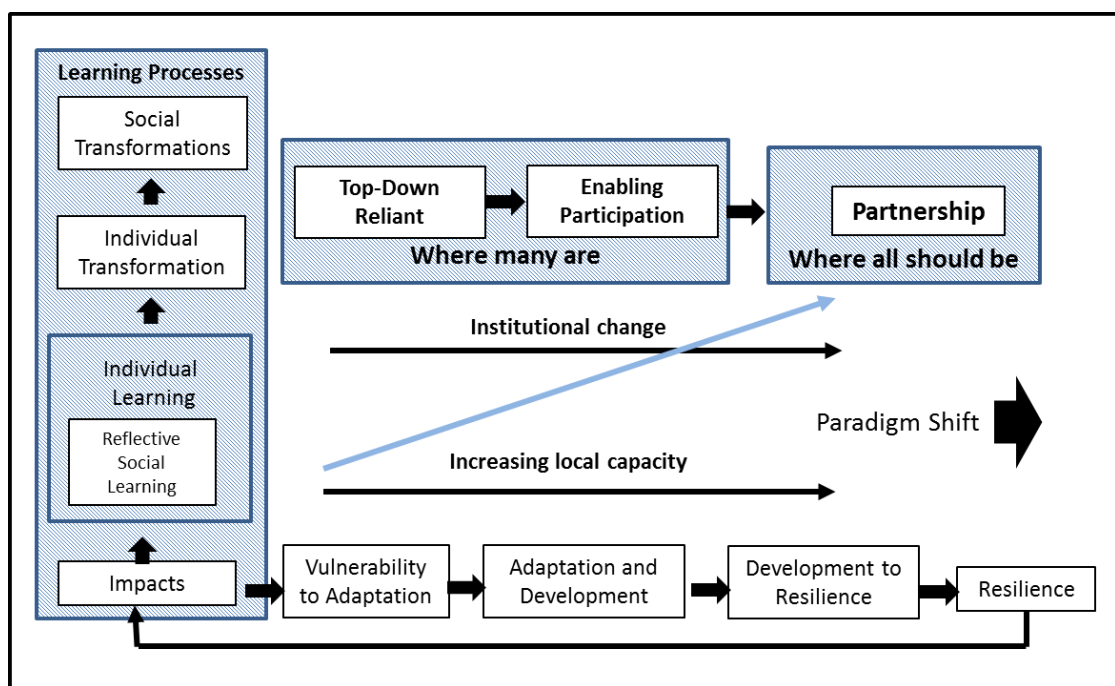 Learning Processes
Social
Transformations
Individual
Transformation
Individual
Learning
Reflective
Social
Learning
Impacts
Top-Down
Reliant
Enabling
Participation
Where many are
Partnership
Where all should be
Institutional change
Paradigm Shift
Increasing local capacity
Vulnerability
to Adaptation
Adaptation and
Development
Development to
Resilience
Resilience